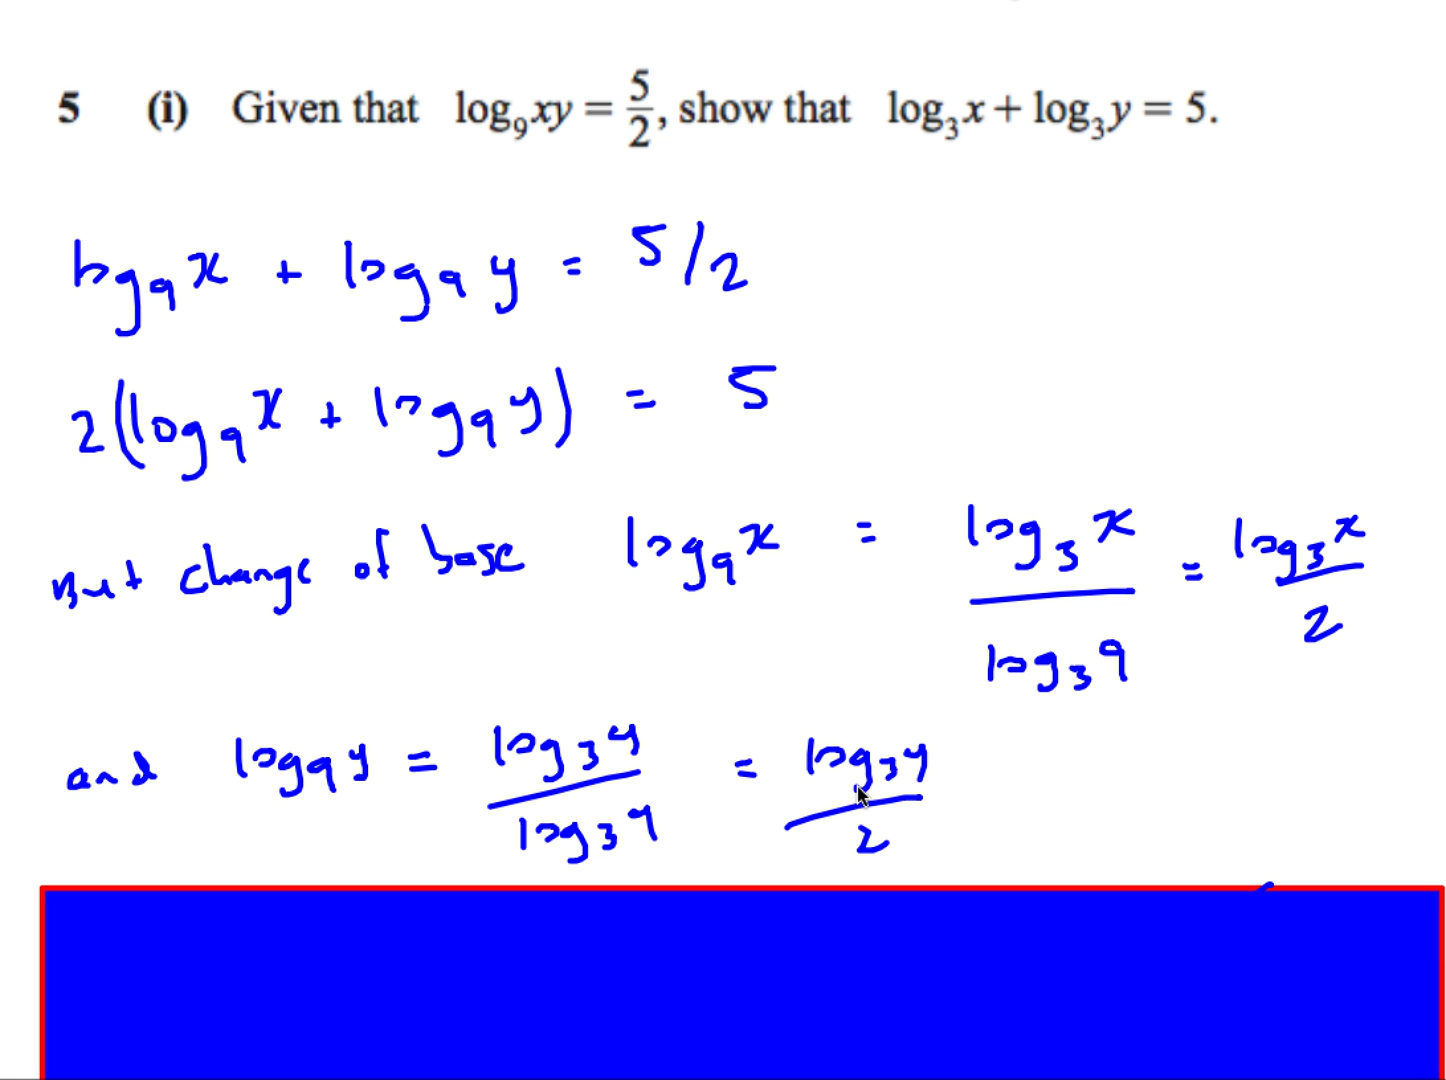 5 (i) Given that log₉xy = 5/2, show that log₃x + log₃y = 5.
log₉x + log₉y = 5/2
2(log₉x + log₉y) = 5
But change of base log₉x = log₃x / log₃9 = log₃x / 2
and log₉y = log₃y / log₃9 = log₃y / 2